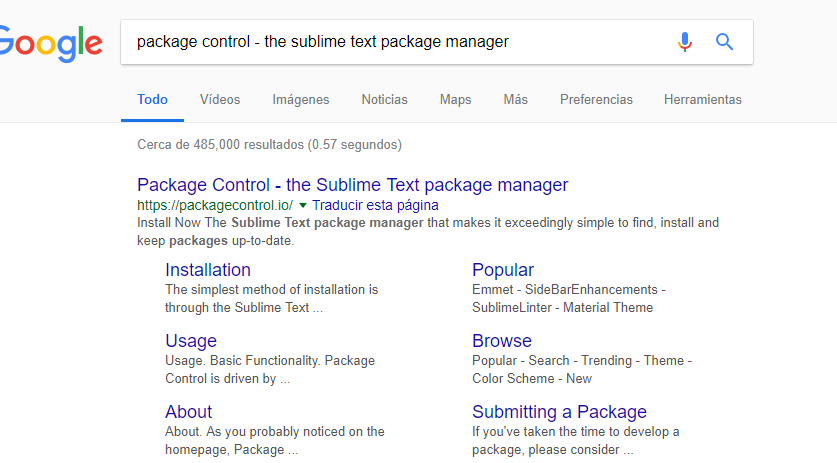 Google
package control - the sublime text package manager
Todo Vídeos Imágenes Noticias Maps Más Preferencias Herramientas
Cerca de 485,000 resultados (0.57 segundos)
Package Control - the Sublime Text package manager
https://packagecontrol.io/ Traducir esta página
Install Now The Sublime Text package manager that makes it exceedingly simple to find, install and
keep packages up-to-date.
Installation
The simplest method of installation is
through the Sublime Text ...
Popular
Emmet - SideBarEnhancements -
SublimeLinter - Material Theme
Usage
Usage. Basic Functionality. Package
Control is driven by ...
Browse
Popular - Search - Trending - Theme -
Color Scheme - New
About
About. As you probably noticed on the
homepage, Package ...
Submitting a Package
If you've taken the time to develop a
package, please consider ...